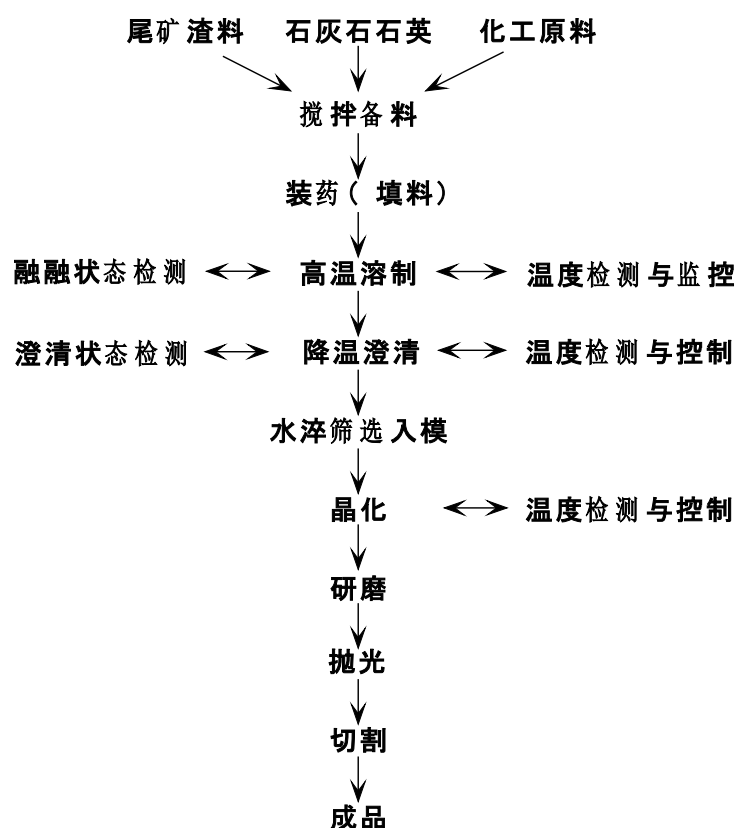 尾矿渣料 石灰石石英 化工原料
搅拌备料
装药(填料)
融融状态检测 高温溶制 温度检测与监控
澄清状态检测 降温澄清 温度检测与控制
水淬筛选入模
晶化 温度检测与控制
研磨
抛光
切割
成品